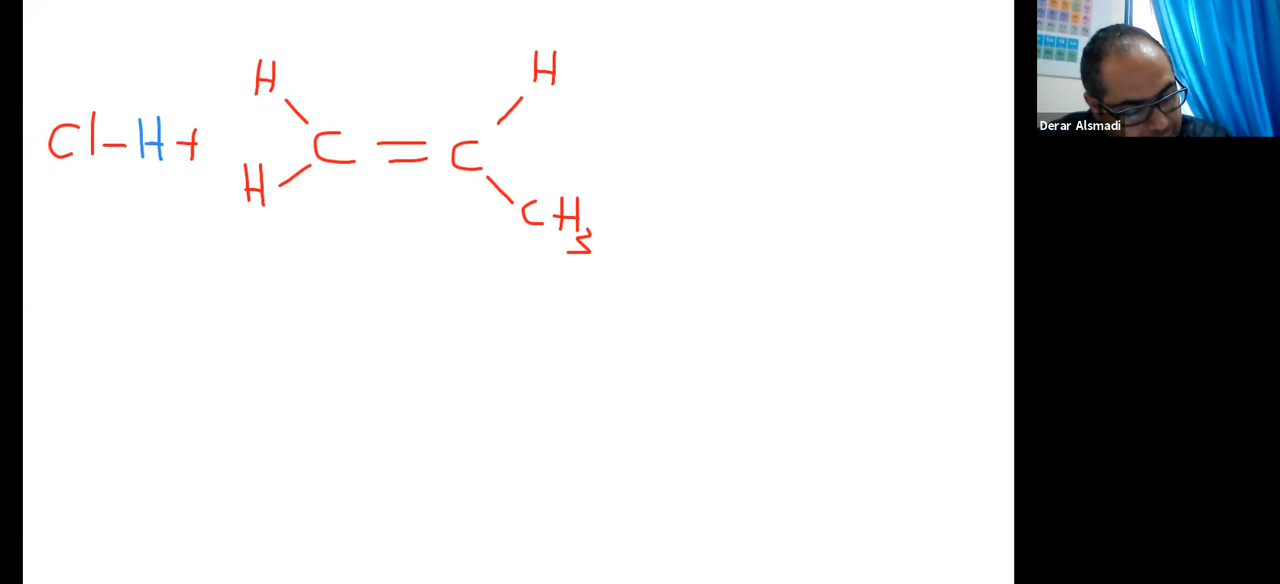 H
H
Cl-H+
C=C
H
CH3
Derar Alsmadi